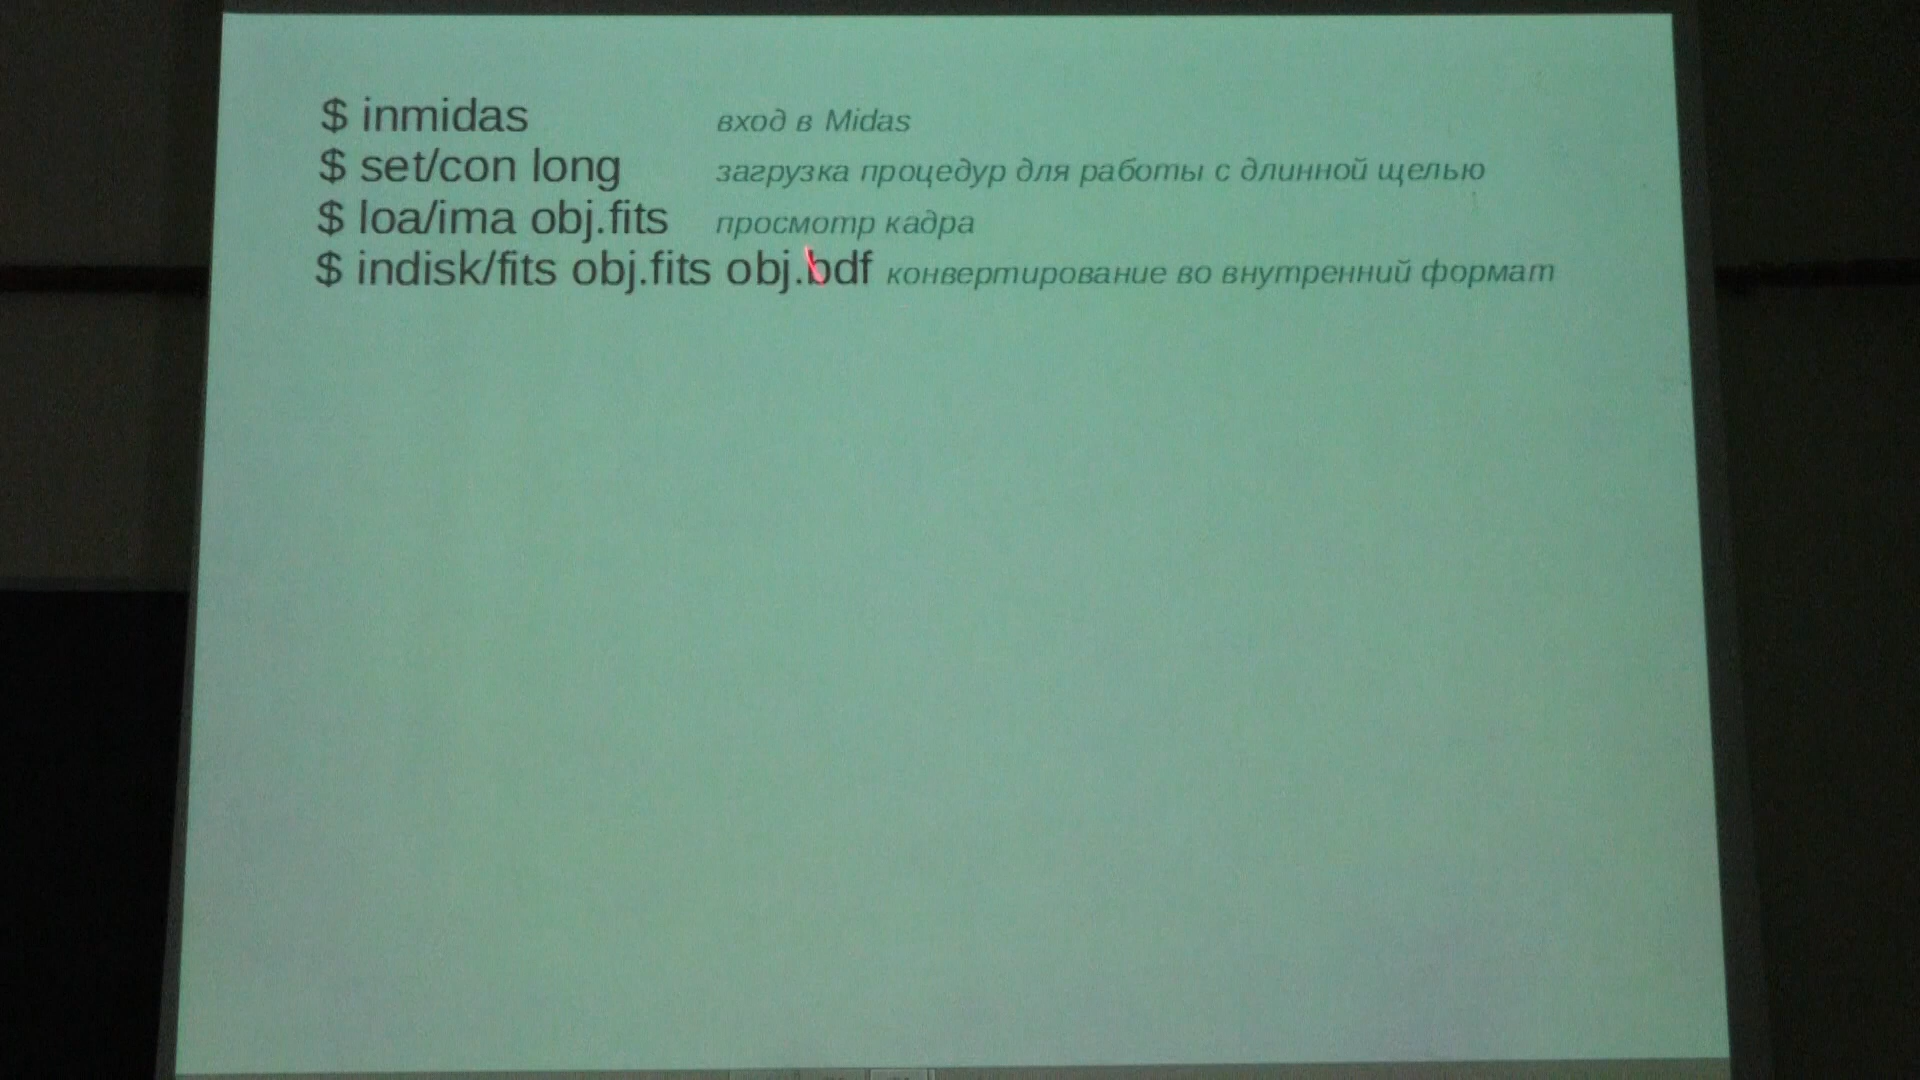 $ inmidas вход в Midas
$ set/con long загрузка процедур для работы с длинной щелью
$ loa/ima obj.fits просмотр кадра
$ indisk/fits obj.fits obj.bdf конвертирование во внутренний формат